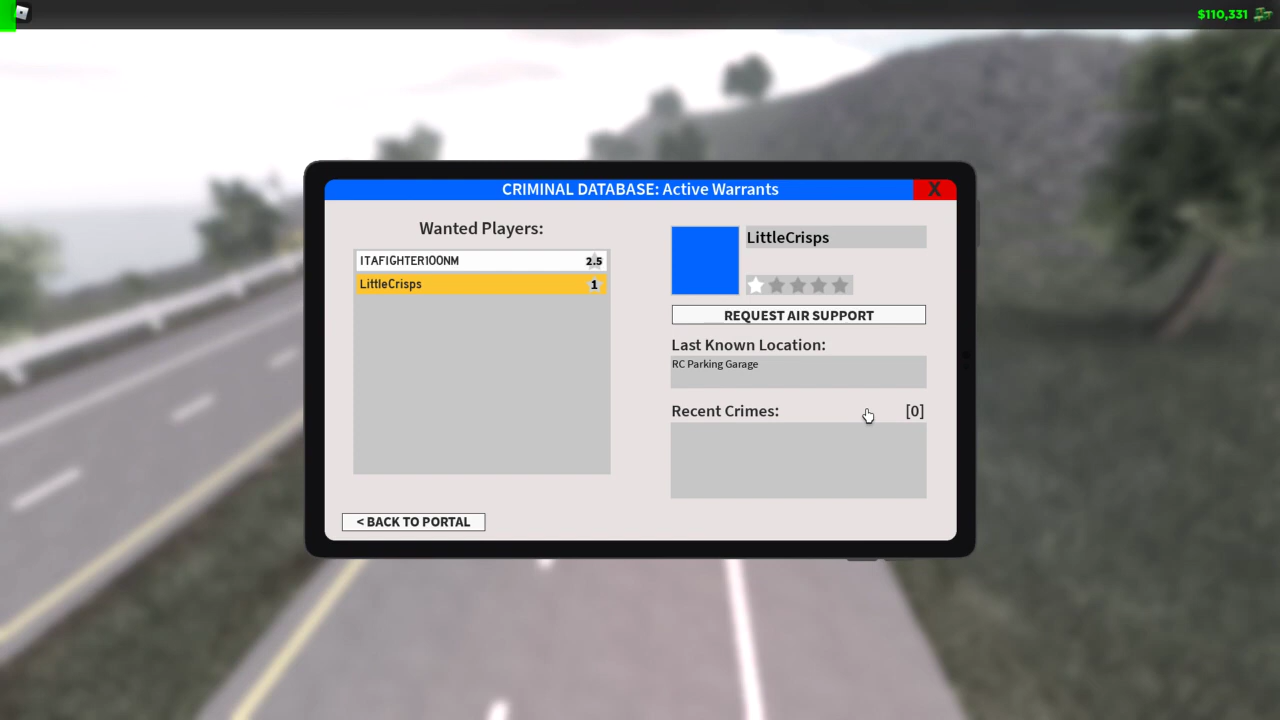 $110,331
CRIMINAL DATABASE: Active Warrants
X
Wanted Players:
ITAFIGHTER100NM 2.5
LittleCrisps 1
LittleCrisps
REQUEST AIR SUPPORT
Last Known Location:
RC Parking Garage
Recent Crimes: [0]
< BACK TO PORTAL